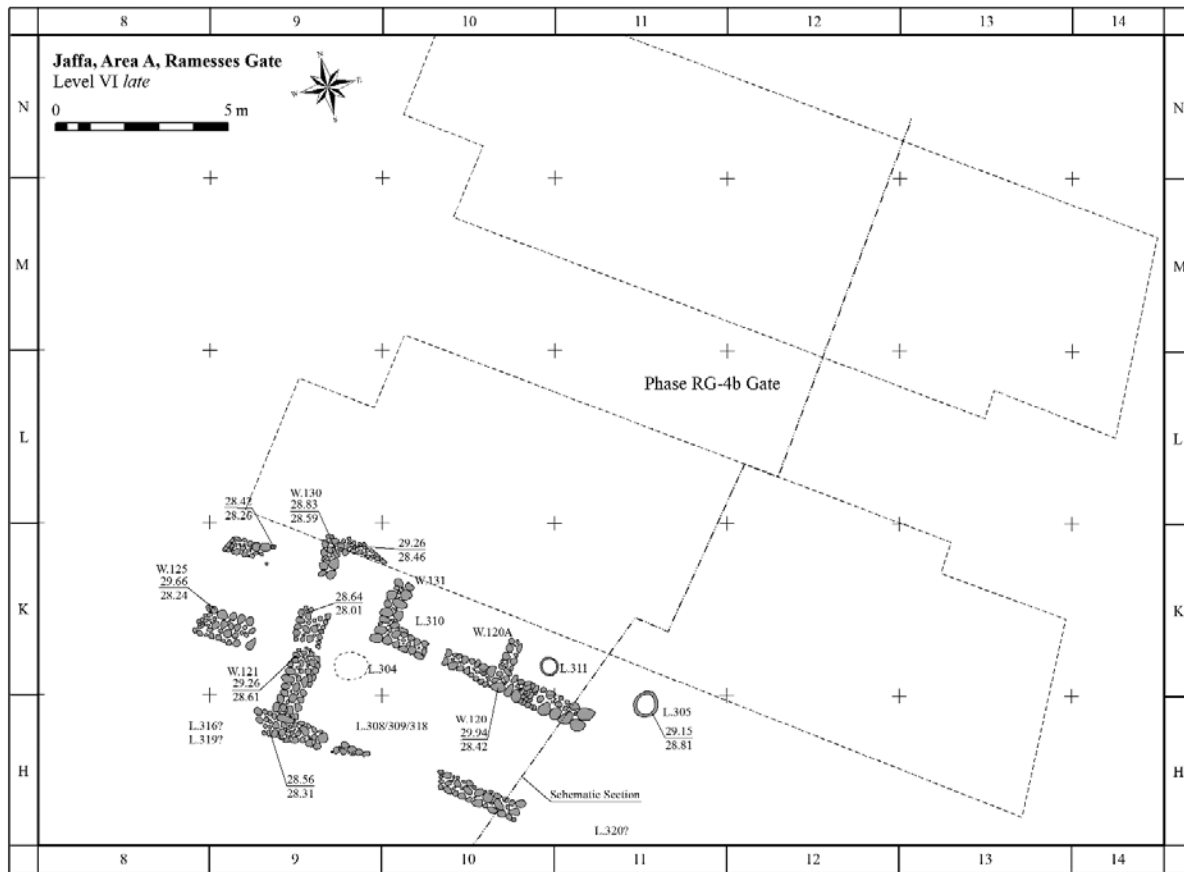 8 9 10 11 12 13 14
Jaffa, Area A, Ramesses Gate
Level VI late
0 5 m
N
E
S
W
N N
M M
Phase RG-4b Gate
L L
28.42
28.26
W.130
28.83
28.59
29.26
28.46
W.125
29.66
28.24
28.64
28.01
W.131
L.310
K K
W.120A
L.311
W.121
29.26
28.61
L.304
L.305
29.15
28.81
L.316?
L.319?
L.308/309/318
W.120
29.94
28.42
H H
28.56
28.31
Schematic Section
L.320?
8 9 10 11 12 13 14